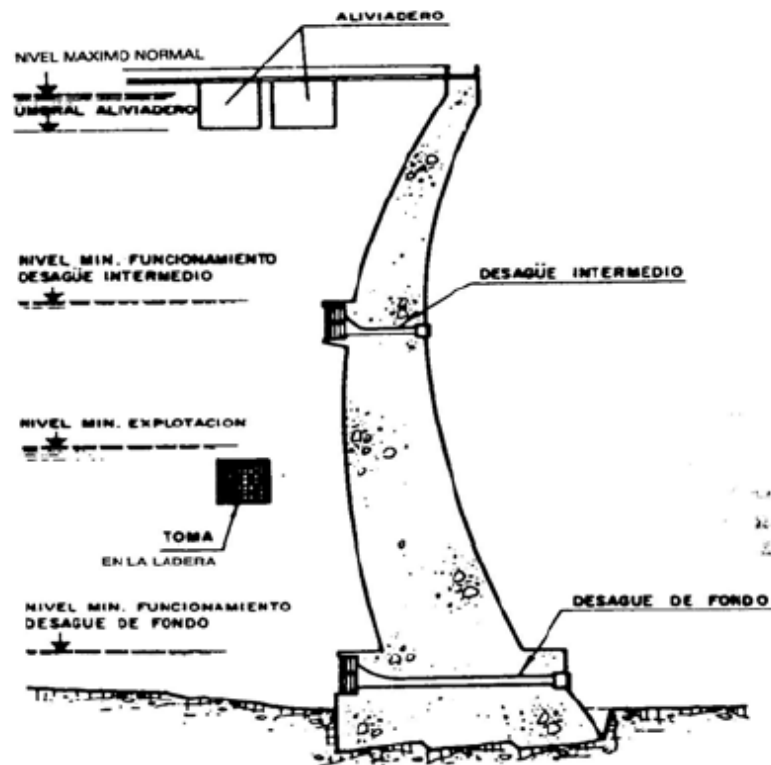 ALIVIADERO
NIVEL MAXIMO NORMAL
UMBRAL ALIVIADERO
NIVEL MIN. FUNCIONAMIENTO
DESAGÜE INTERMEDIO
DESAGÜE INTERMEDIO
NIVEL MIN. EXPLOTACION
TOMA
EN LA LADERA
NIVEL MIN. FUNCIONAMIENTO
DESAGUE DE FONDO
DESAGUE DE FONDO